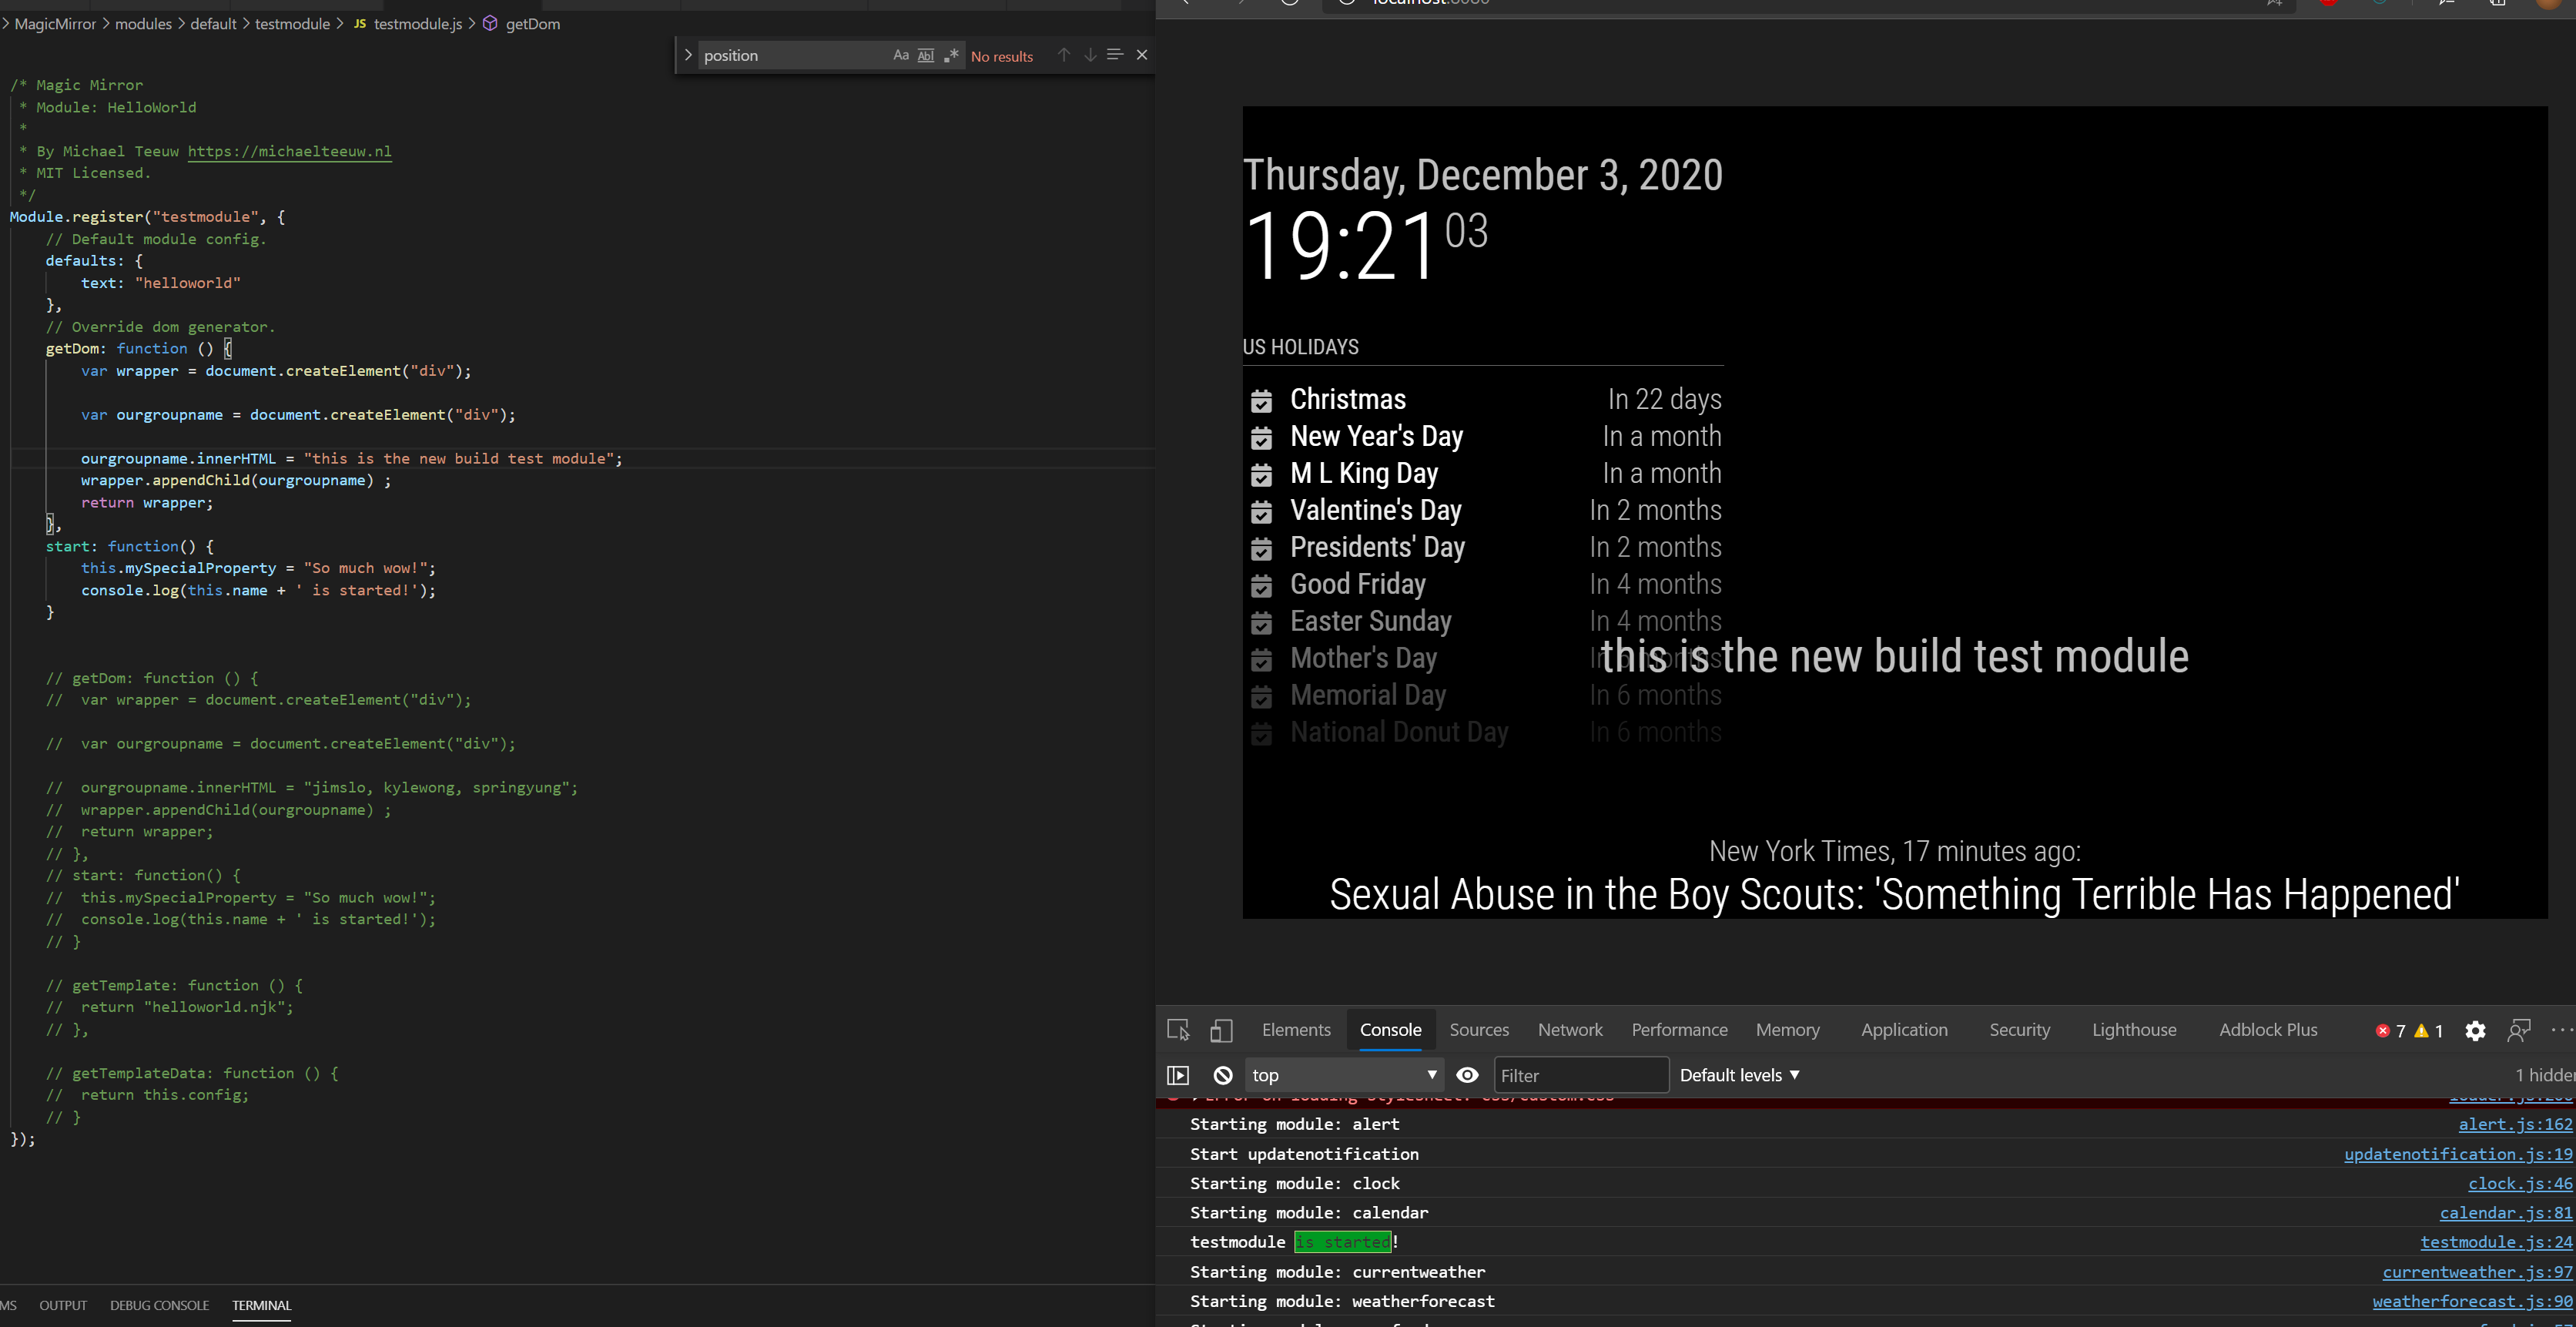 MagicMirror > modules > default > testmodule > JS testmodule.js > getDom
position
Aa Abl .* No results
/* Magic Mirror
* Module: HelloWorld
*
* By Michael Teeuw https://michaelteeuw.nl
* MIT Licensed.
*/
Module.register("testmodule", {
// Default module config.
defaults: {
text: "helloworld"
},
// Override dom generator.
getDom: function () {
var wrapper = document.createElement("div");
var ourgroupname = document.createElement("div");
ourgroupname.innerHTML = "this is the new build test module";
wrapper.appendChild(ourgroupname) ;
return wrapper;
},
start: function() {
this.mySpecialProperty = "So much wow!";
console.log(this.name + ' is started!');
}
// getDom: function () {
// var wrapper = document.createElement("div");
// var ourgroupname = document.createElement("div");
// ourgroupname.innerHTML = "jimslo, kylewong, springyung";
// wrapper.appendChild(ourgroupname) ;
// return wrapper;
// },
// start: function() {
// this.mySpecialProperty = "So much wow!";
// console.log(this.name + ' is started!');
// }
// getTemplate: function () {
// return "helloworld.njk";
// },
// getTemplateData: function () {
// return this.config;
// }
});
MS OUTPUT DEBUG CONSOLE TERMINAL
localhost:8080
Thursday, December 3, 2020
19:21 03
US HOLIDAYS
Christmas In 22 days
New Year's Day In a month
M L King Day In a month
Valentine's Day In 2 months
Presidents' Day In 2 months
Good Friday In 4 months
Easter Sunday In 4 months
Mother's Day In months
this is the new build test module
Memorial Day In 6 months
National Donut Day In 6 months
New York Times, 17 minutes ago:
Sexual Abuse in the Boy Scouts: 'Something Terrible Has Happened'
Elements Console Sources Network Performance Memory Application Security Lighthouse Adblock Plus 7 1
top Filter Default levels 1 hidden
Error on loading stylesheet: css/custom.css
Starting module: alert alert.js:162
Start updatenotification updatenotification.js:19
Starting module: clock clock.js:46
Starting module: calendar calendar.js:81
testmodule is started! testmodule.js:24
Starting module: currentweather currentweather.js:97
Starting module: weatherforecast weatherforecast.js:90